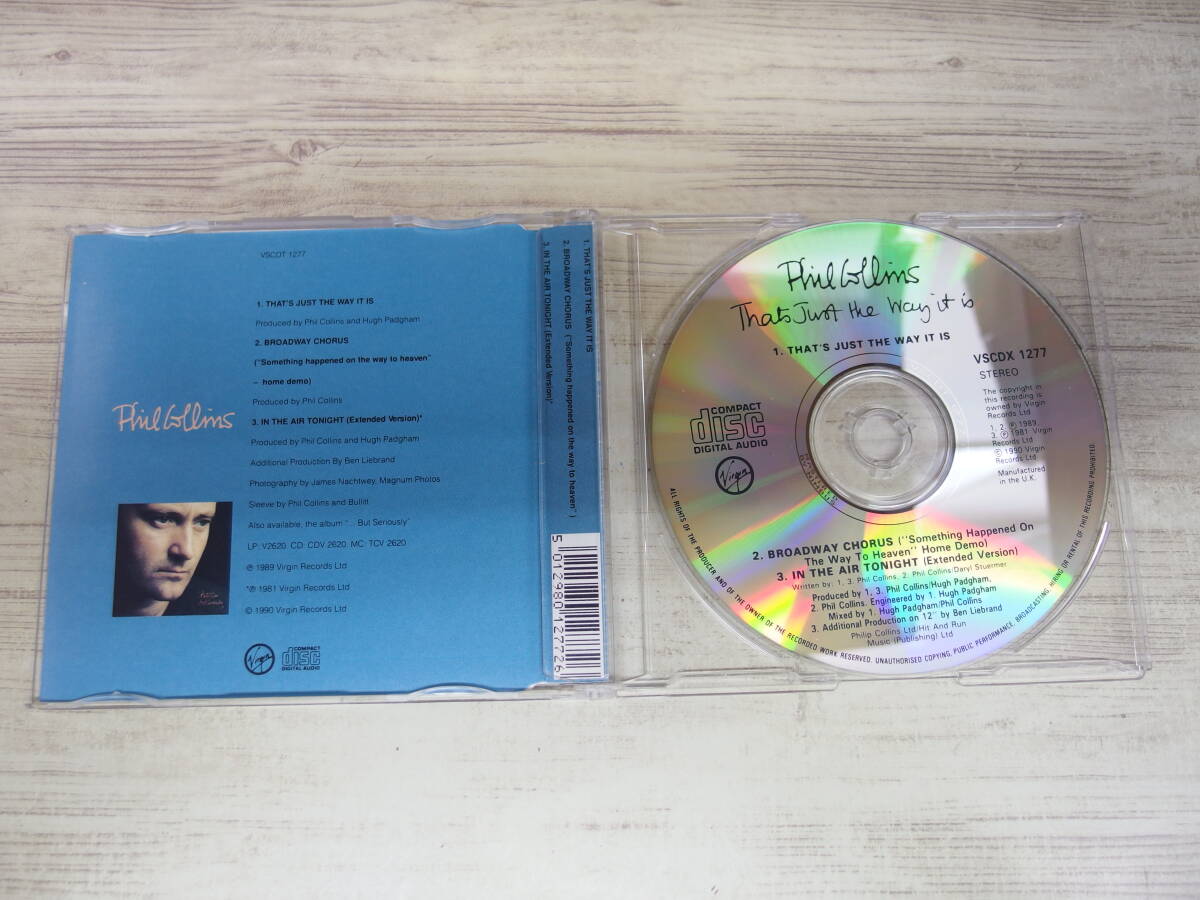 VSCDT 1277
1. THAT'S JUST THE WAY IT IS
Produced by Phil Collins and Hugh Padgham
2. BROADWAY CHORUS
("Something happened on the way to heaven"
– home demo)
Produced by Phil Collins
3. IN THE AIR TONIGHT (Extended Version)*
Produced by Phil Collins and Hugh Padgham
Additional Production By Ben Liebrand
Photography by James Nachtwey, Magnum Photos
Sleeve by Phil Collins and Bullitt
Also available, the album "... But Seriously"
LP: V2620 CD: CDV 2620. MC: TCV 2620
℗ 1989 Virgin Records Ltd
*℗ 1981 Virgin Records Ltd
© 1990 Virgin Records Ltd
Phil Collins
Virgin
COMPACT
disc
DIGITAL AUDIO
1. THAT'S JUST THE WAY IT IS
2. BROADWAY CHORUS ("Something happened on the way to heaven")
3. IN THE AIR TONIGHT (Extended Version)*
5 012980 127726
Phil Collins
Thats Just the Way it is
1. THAT'S JUST THE WAY IT IS
VSCDX 1277
STEREO
The copyright in
this recording is
owned by Virgin
Records Ltd
1, 2 ℗ 1989
3. ℗ 1981 Virgin
Records Ltd
© 1990 Virgin
Records Ltd
Manufactured
in the U.K.
COMPACT
disc
DIGITAL AUDIO
Virgin
2. BROADWAY CHORUS ("Something Happened On
The Way To Heaven" Home Demo)
3. IN THE AIR TONIGHT (Extended Version)
Written by: 1, 3. Phil Collins, 2. Phil Collins/Daryl Stuermer
Produced by 1, 3. Phil Collins/Hugh Padgham,
2. Phil Collins. Engineered by 1. Hugh Padgham
Mixed by 1. Hugh Padgham/Phil Collins
3. Additional Production on 12" by Ben Liebrand
Philip Collins Ltd/Hit And Run
Music (Publishing) Ltd
ALL RIGHTS OF THE PRODUCER AND OF THE OWNER OF THE RECORDED WORK RESERVED. UNAUTHORISED COPYING, PUBLIC PERFORMANCE, BROADCASTING, HIRING OR RENTAL OF THIS RECORDING PROHIBITED.